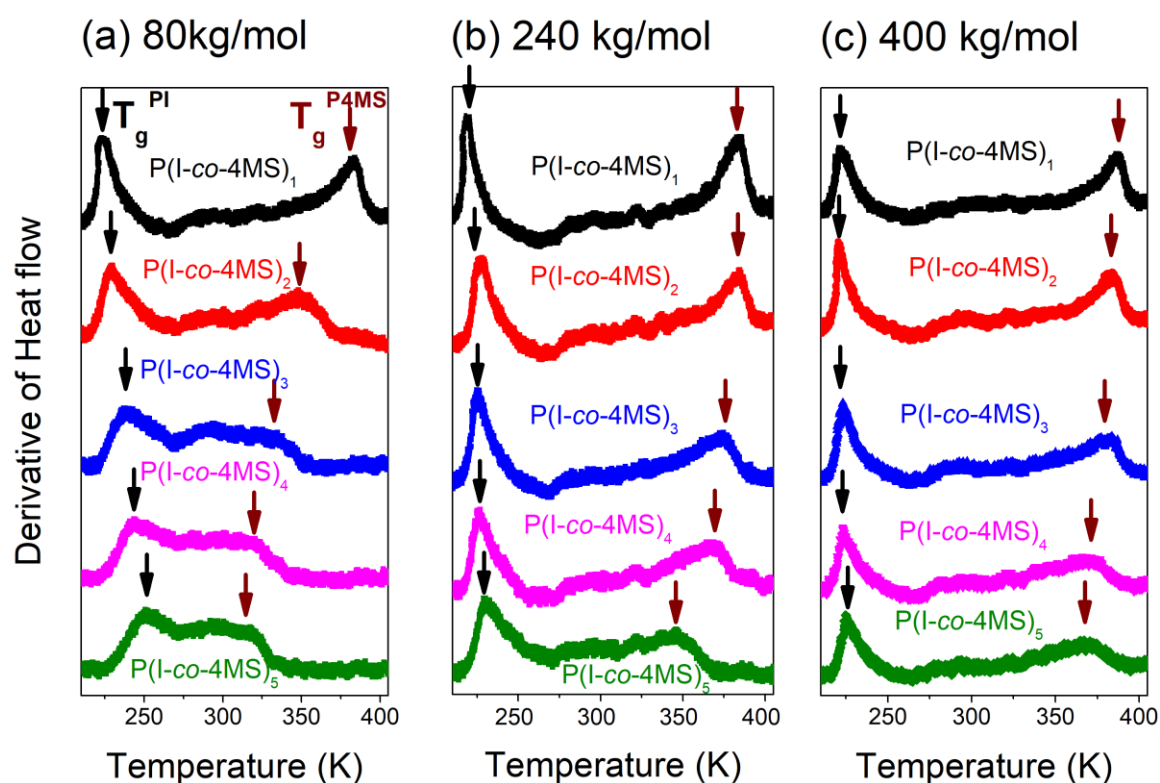 (a) 80kg/mol
(b) 240 kg/mol
(c) 400 kg/mol
Derivative of Heat flow
T_g^PI
T_g^P4MS
P(I-co-4MS)₁
P(I-co-4MS)₂
P(I-co-4MS)₃
P(I-co-4MS)₄
P(I-co-4MS)₅
250 300 350 400
Temperature (K)
P(I-co-4MS)₁
P(I-co-4MS)₂
P(I-co-4MS)₃
P(I-co-4MS)₄
P(I-co-4MS)₅
250 300 350 400
Temperature (K)
P(I-co-4MS)₁
P(I-co-4MS)₂
P(I-co-4MS)₃
P(I-co-4MS)₄
P(I-co-4MS)₅
250 300 350 400
Temperature (K)